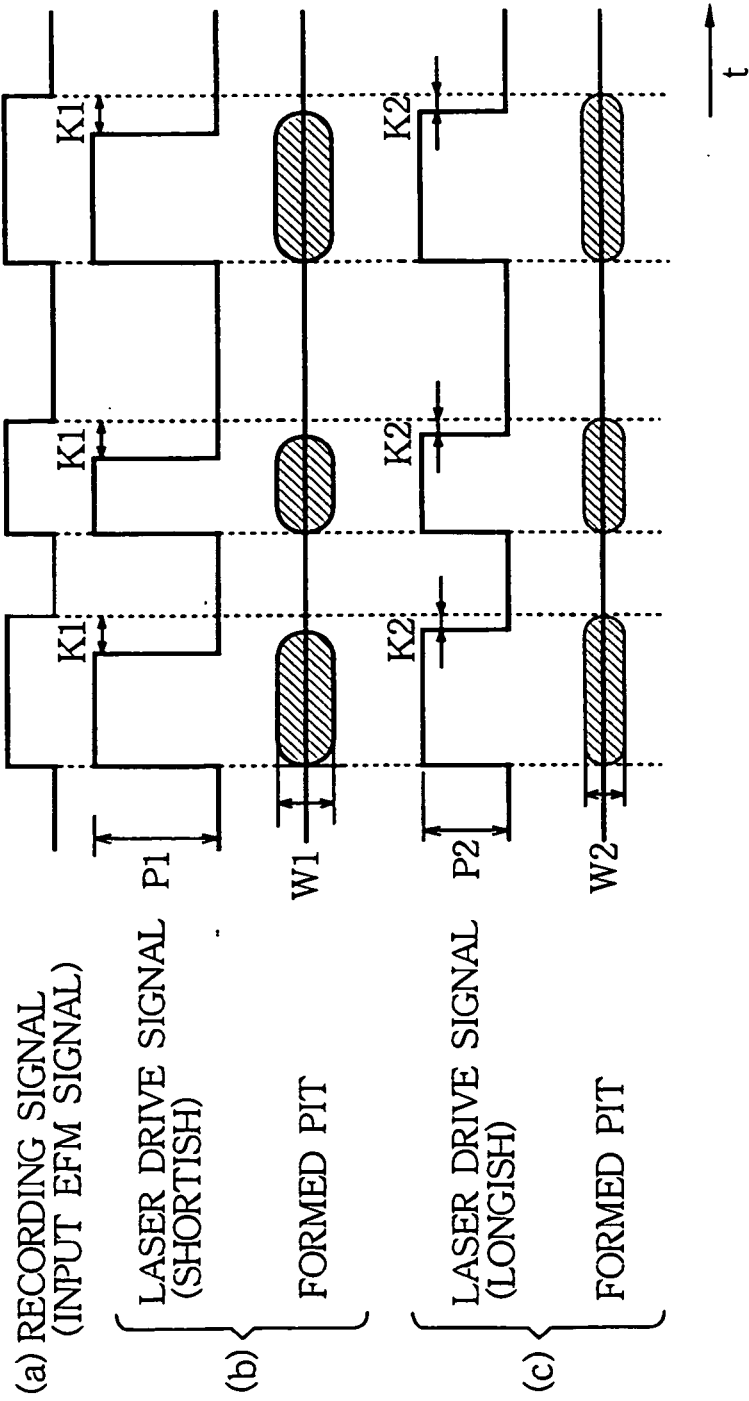 (a) RECORDING SIGNAL
(INPUT EFM SIGNAL)
K1
K1
K1
(b)
LASER DRIVE SIGNAL
(SHORTISH)
P1
FORMED PIT
W1
K2
K2
K2
(c)
LASER DRIVE SIGNAL
(LONGISH)
P2
FORMED PIT
W2
t